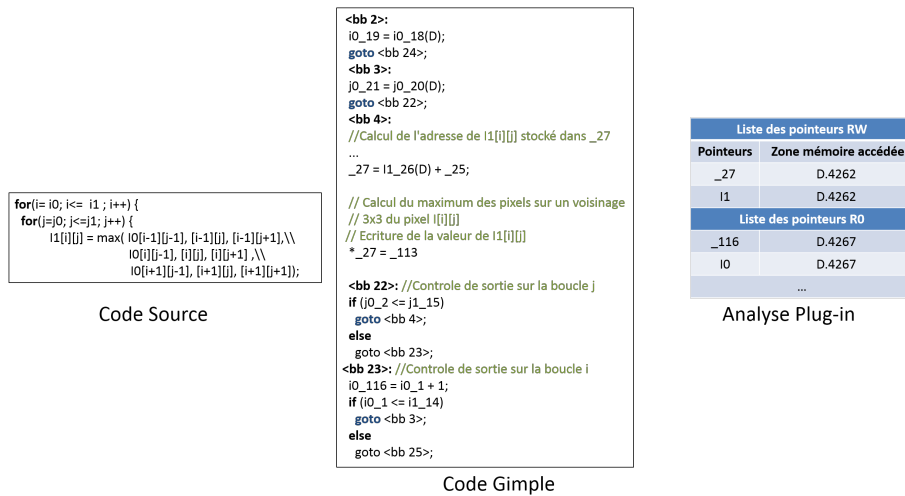 for(i= i0; i<= i1 ; i++) {
for(j=j0; j<=j1; j++) {
I1[i][j] = max( I0[i-1][j-1], [i-1][j], [i-1][j+1],\\
I0[i][j-1], [i][j], [i][j+1] ,\\
I0[i+1][j-1], [i+1][j], [i+1][j+1]);
Code Source
<bb 2>:
i0_19 = i0_18(D);
goto <bb 24>;
<bb 3>:
j0_21 = j0_20(D);
goto <bb 22>;
<bb 4>:
//Calcul de l'adresse de I1[i][j] stocké dans _27
...
_27 = I1_26(D) + _25;
// Calcul du maximum des pixels sur un voisinage
// 3x3 du pixel I[i][j]
// Ecriture de la valeur de I1[i][j]
*_27 = _113
<bb 22>: //Controle de sortie sur la boucle j
if (j0_2 <= j1_15)
goto <bb 4>;
else
goto <bb 23>;
<bb 23>: //Controle de sortie sur la boucle i
i0_116 = i0_1 + 1;
if (i0_1 <= i1_14)
goto <bb 3>;
else
goto <bb 25>;
Code Gimple
Liste des pointeurs RW
Pointeurs Zone mémoire accédée
_27 D.4262
I1 D.4262
Liste des pointeurs R0
_116 D.4267
I0 D.4267
...
Analyse Plug-in